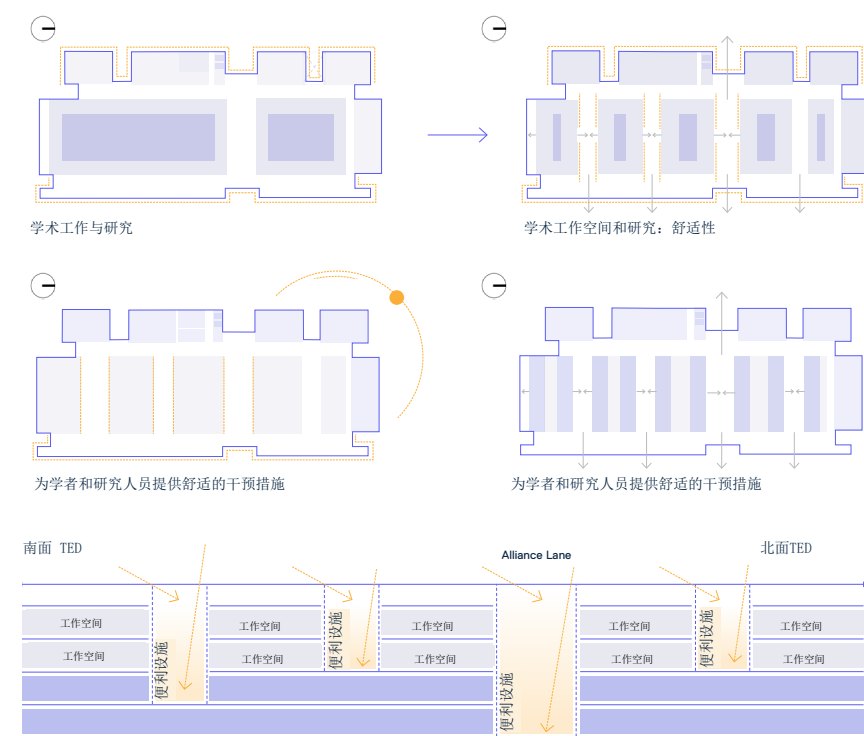 学术工作与研究
学术工作空间和研究：舒适性
为学者和研究人员提供舒适的干预措施
为学者和研究人员提供舒适的干预措施
南面 TED
Alliance Lane
北面TED
工作空间
工作空间
工作空间
工作空间
工作空间
工作空间
工作空间
工作空间
工作空间
工作空间
便利设施
便利设施
便利设施
便利设施